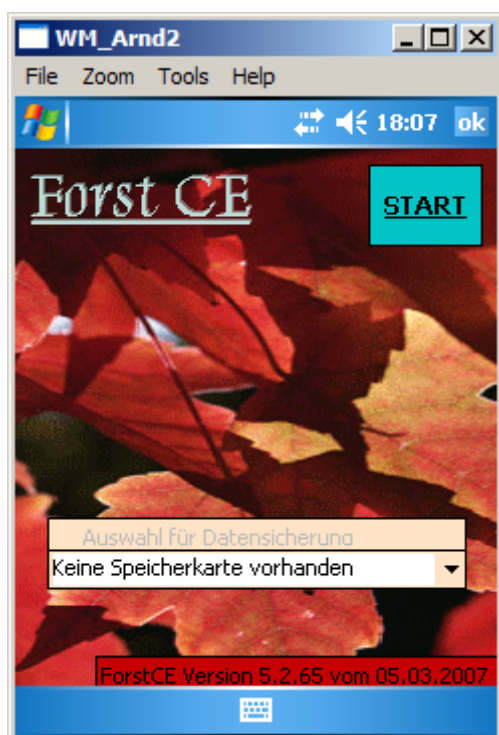 WM_Arnd2
File Zoom Tools Help
18:07 ok
Forst CE
START
Auswahl für Datensicherung
Keine Speicherkarte vorhanden
ForstCE Version 5.2.65 vom 05.03.2007